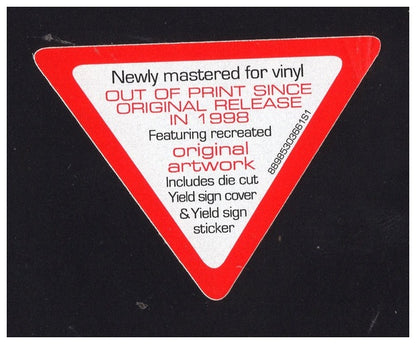 Newly mastered for vinyl
OUT OF PRINT SINCE
ORIGINAL RELEASE
IN 1998
Featuring recreated
original
artwork
Includes die cut
Yield sign cover
& Yield sign
sticker
88985303661S1